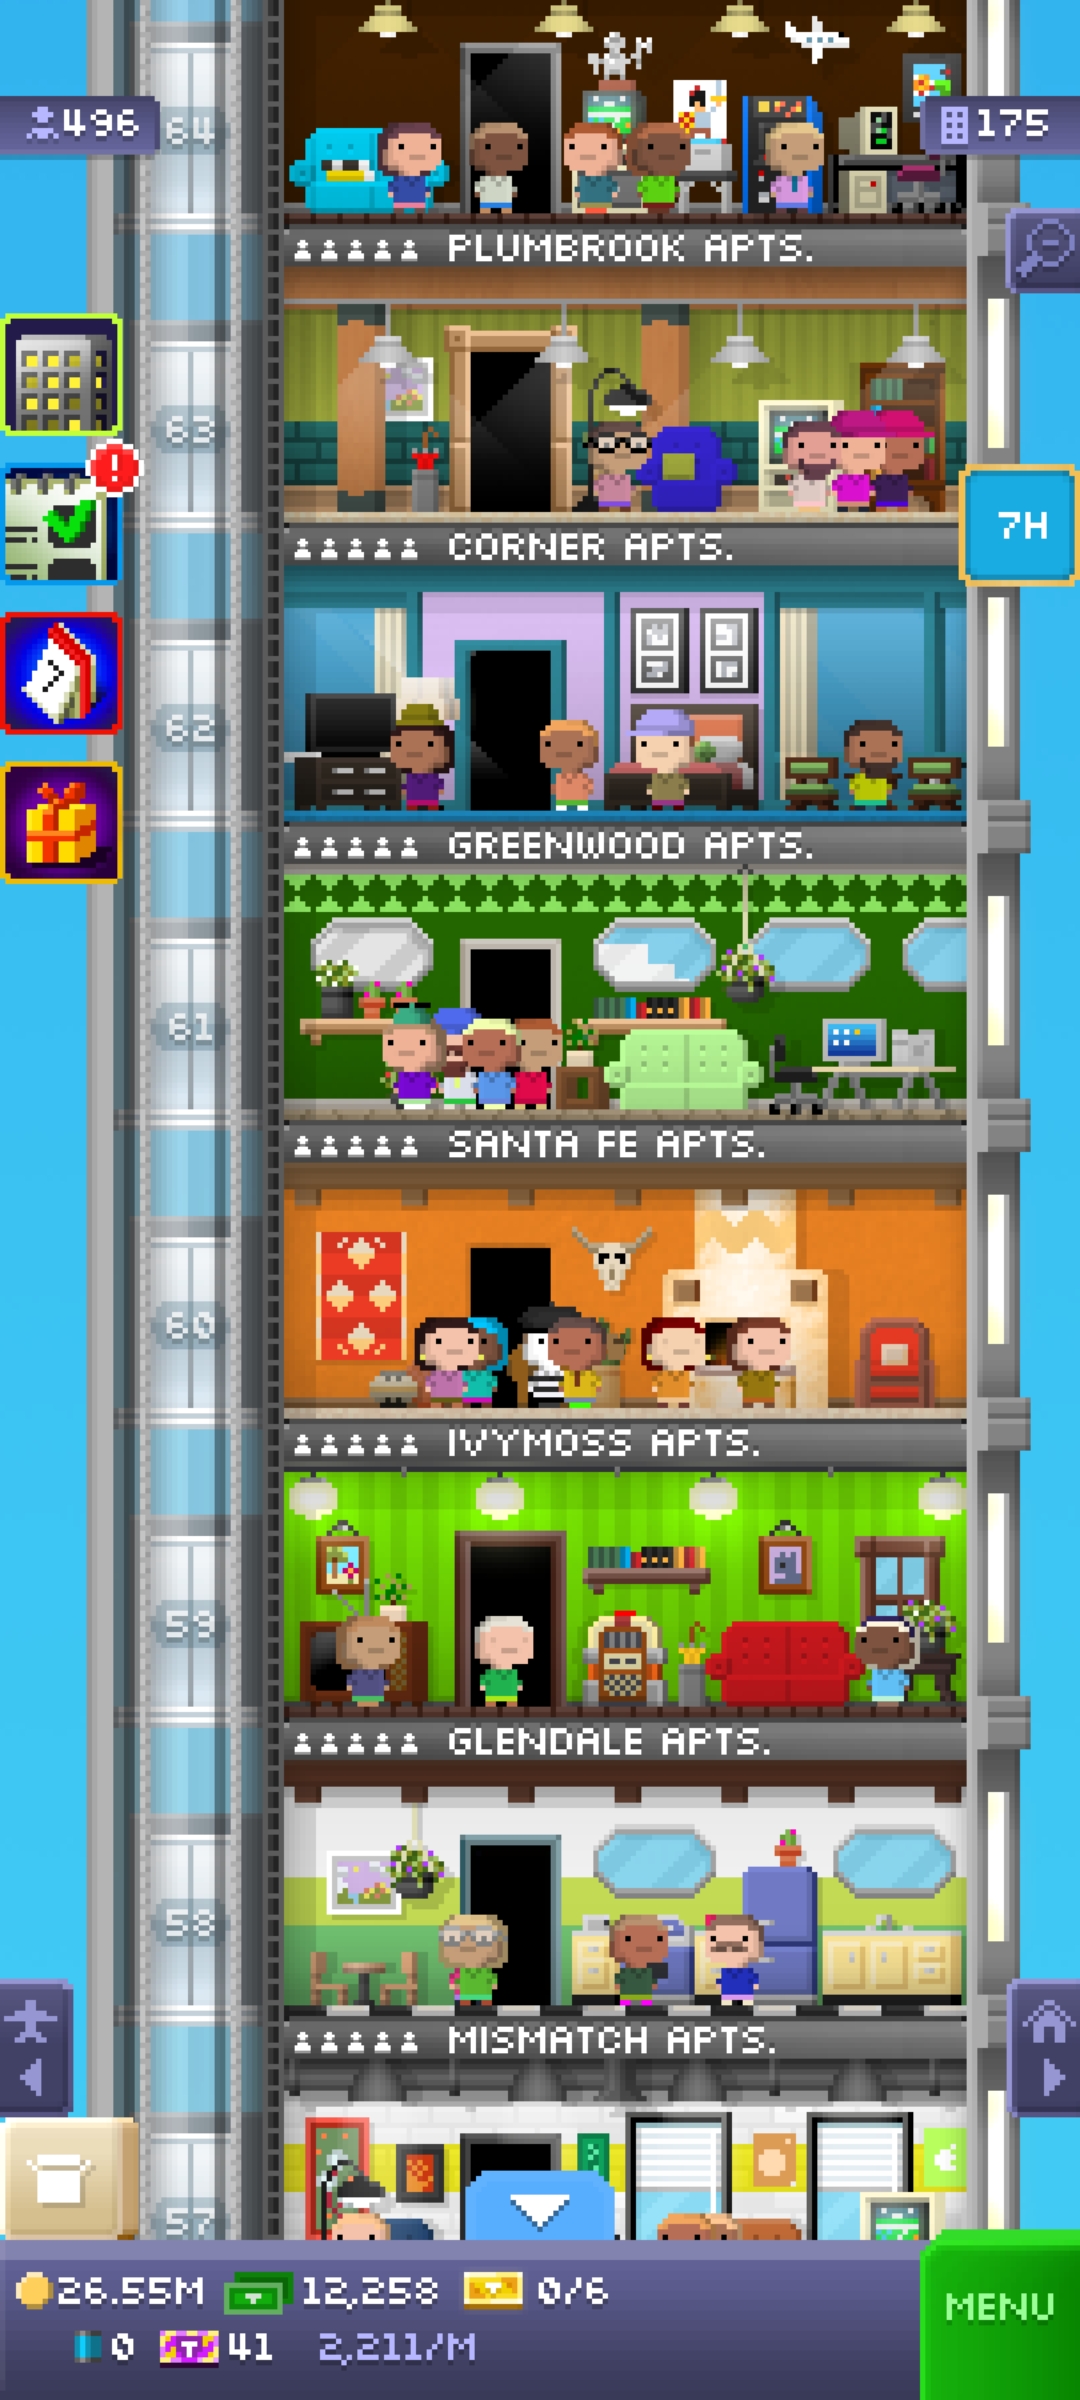 496
64
175
PLUMBROOK APTS.
63
7H
CORNER APTS.
62
GREENWOOD APTS.
61
SANTA FE APTS.
60
IVYMOSS APTS.
59
GLENDALE APTS.
58
MISMATCH APTS.
57
26.55M 12,258 0/6
0 41 2,211/M
MENU